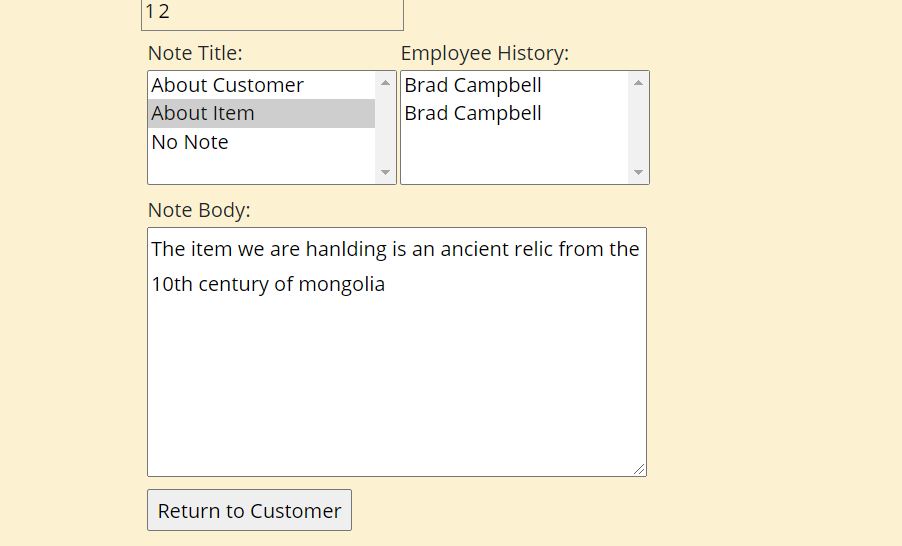 12
Note Title: Employee History:
About Customer
About Item
No Note
Brad Campbell
Brad Campbell
Note Body:
The item we are hanlding is an ancient relic from the
10th century of mongolia
Return to Customer